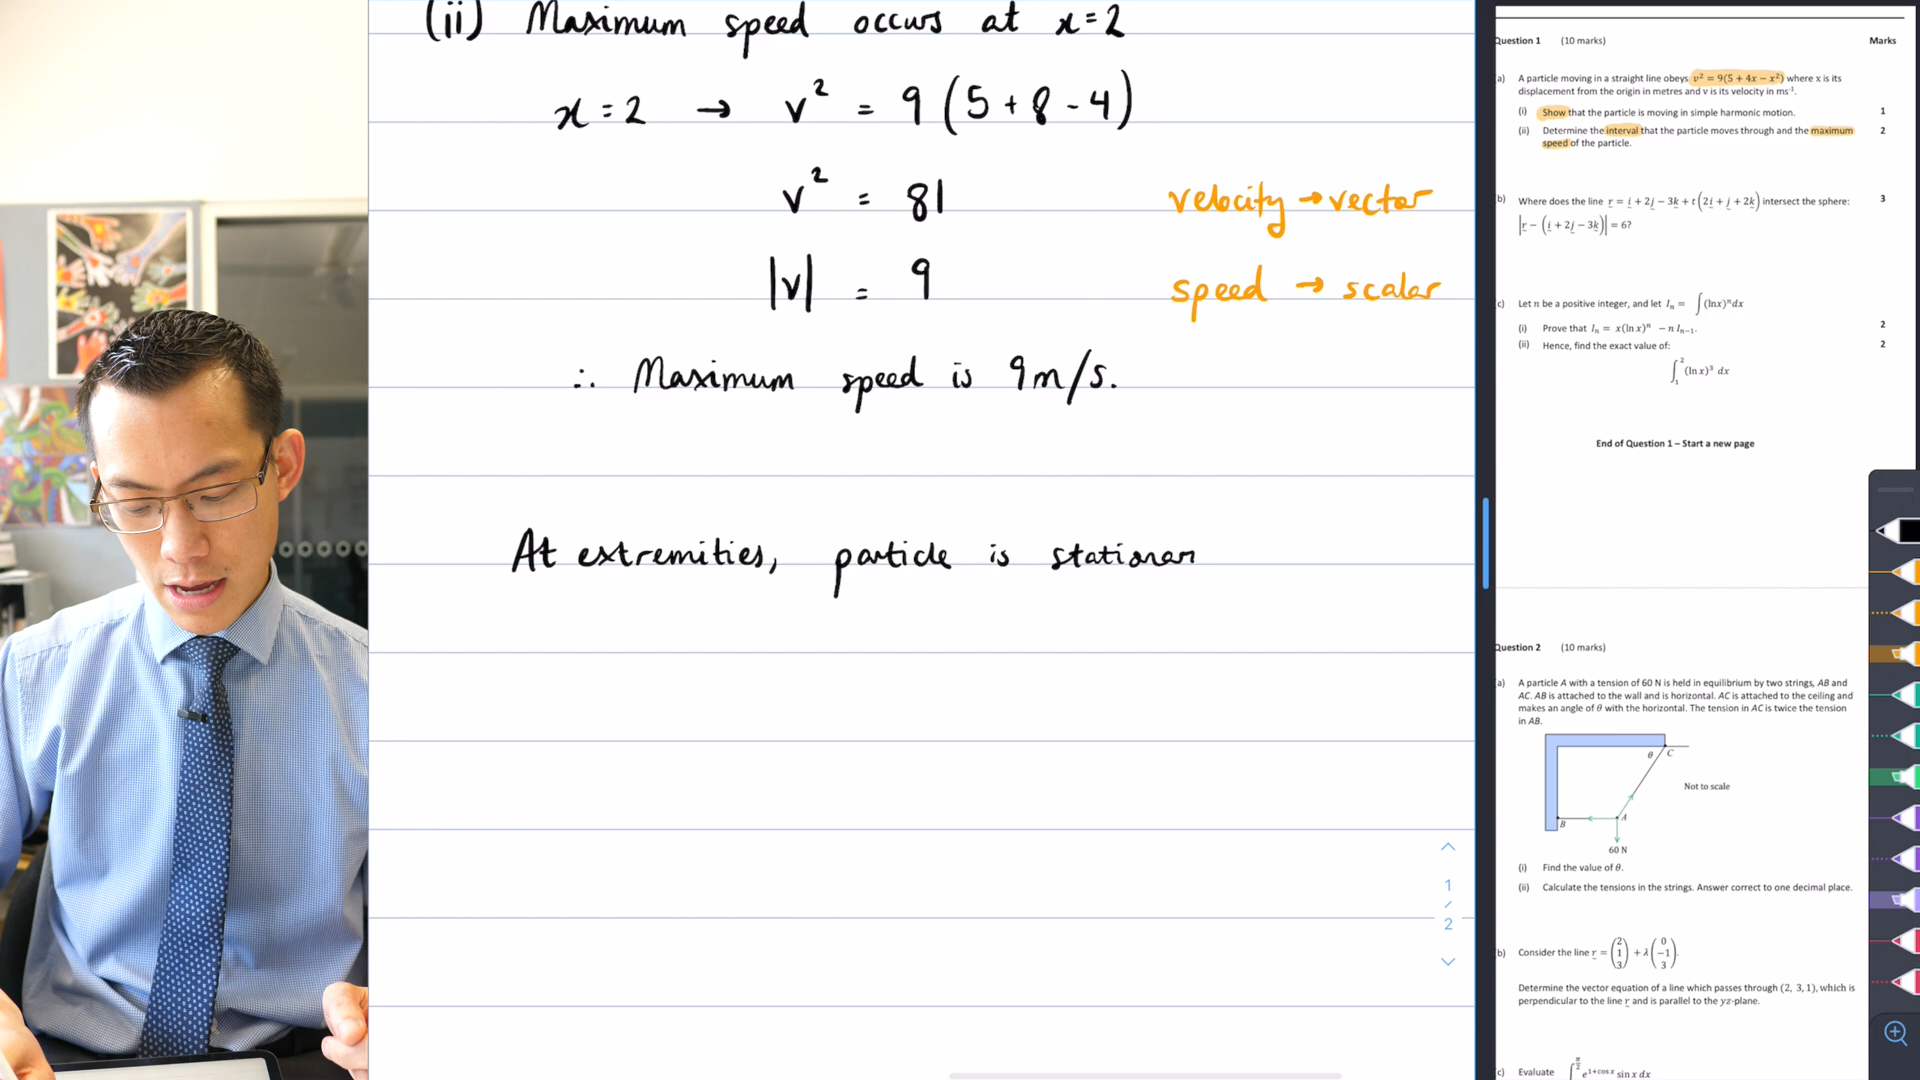 (ii) Maximum speed occurs at x=2
x=2 → v² = 9(5+8-4)
v² = 81
velocity → vector
|v| = 9
speed → scalar
∴ Maximum speed is 9m/s.
At extremities, particle is stationar
1
/
2
Question 1 (10 marks) Marks
a) A particle moving in a straight line obeys v² = 9(5 + 4x − x²) where x is its
displacement from the origin in metres and v is its velocity in ms⁻¹.
(i) Show that the particle is moving in simple harmonic motion. 1
(ii) Determine the interval that the particle moves through and the maximum 2
speed of the particle.
b) Where does the line r = i + 2j − 3k + t(2i + j + 2k) intersect the sphere: 3
|r − (i + 2j − 3k)| = 6?
c) Let n be a positive integer, and let Iₙ = ∫(lnx)ⁿdx
(i) Prove that Iₙ = x(ln x)ⁿ − n Iₙ₋₁. 2
(ii) Hence, find the exact value of: 2
∫₁² (ln x)³ dx
End of Question 1 – Start a new page
Question 2 (10 marks)
a) A particle A with a tension of 60 N is held in equilibrium by two strings, AB and
AC. AB is attached to the wall and is horizontal. AC is attached to the ceiling and
makes an angle of θ with the horizontal. The tension in AC is twice the tension
in AB.
θ C
Not to scale
B A
60 N
(i) Find the value of θ.
(ii) Calculate the tensions in the strings. Answer correct to one decimal place.
b) Consider the line r = (2 1 3) + λ(0 −1 3).
Determine the vector equation of a line which passes through (2, 3, 1), which is
perpendicular to the line r and is parallel to the yz-plane.
c) Evaluate ∫^(π/2) e^(1+cos x) sin x dx